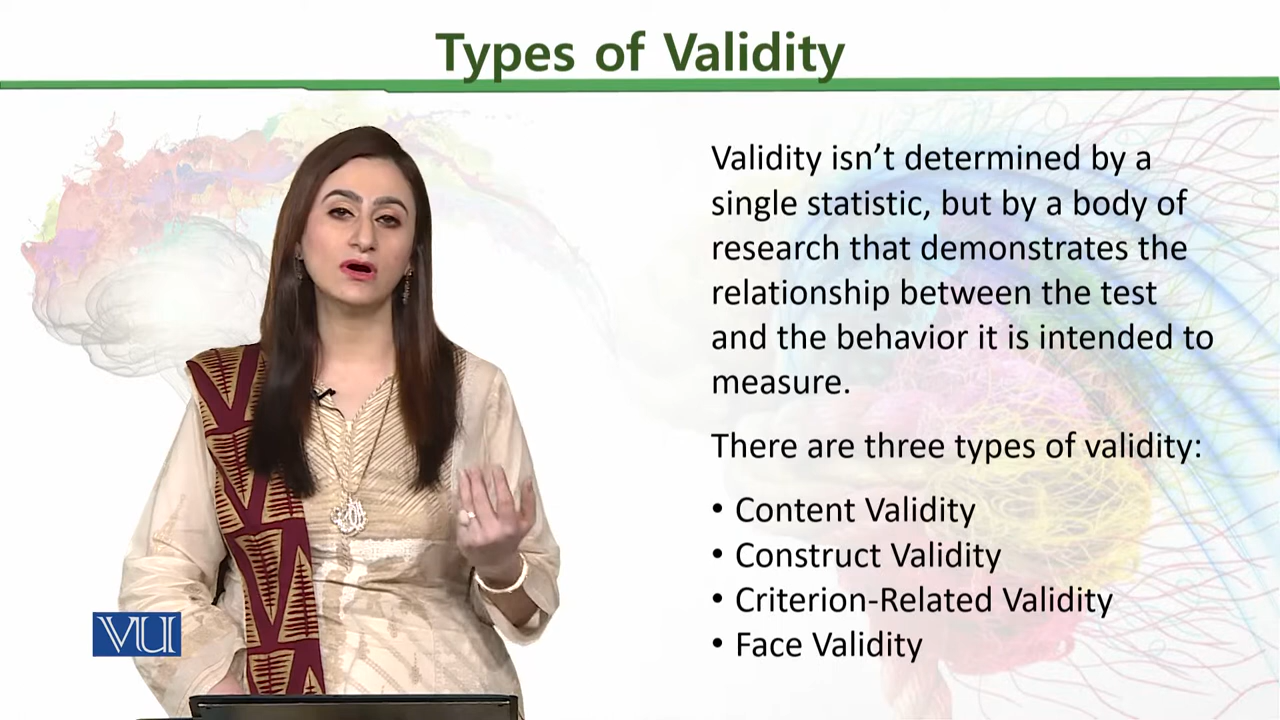 Types of Validity
Validity isn’t determined by a
single statistic, but by a body of
research that demonstrates the
relationship between the test
and the behavior it is intended to
measure.
There are three types of validity:
• Content Validity
• Construct Validity
• Criterion-Related Validity
• Face Validity
VU